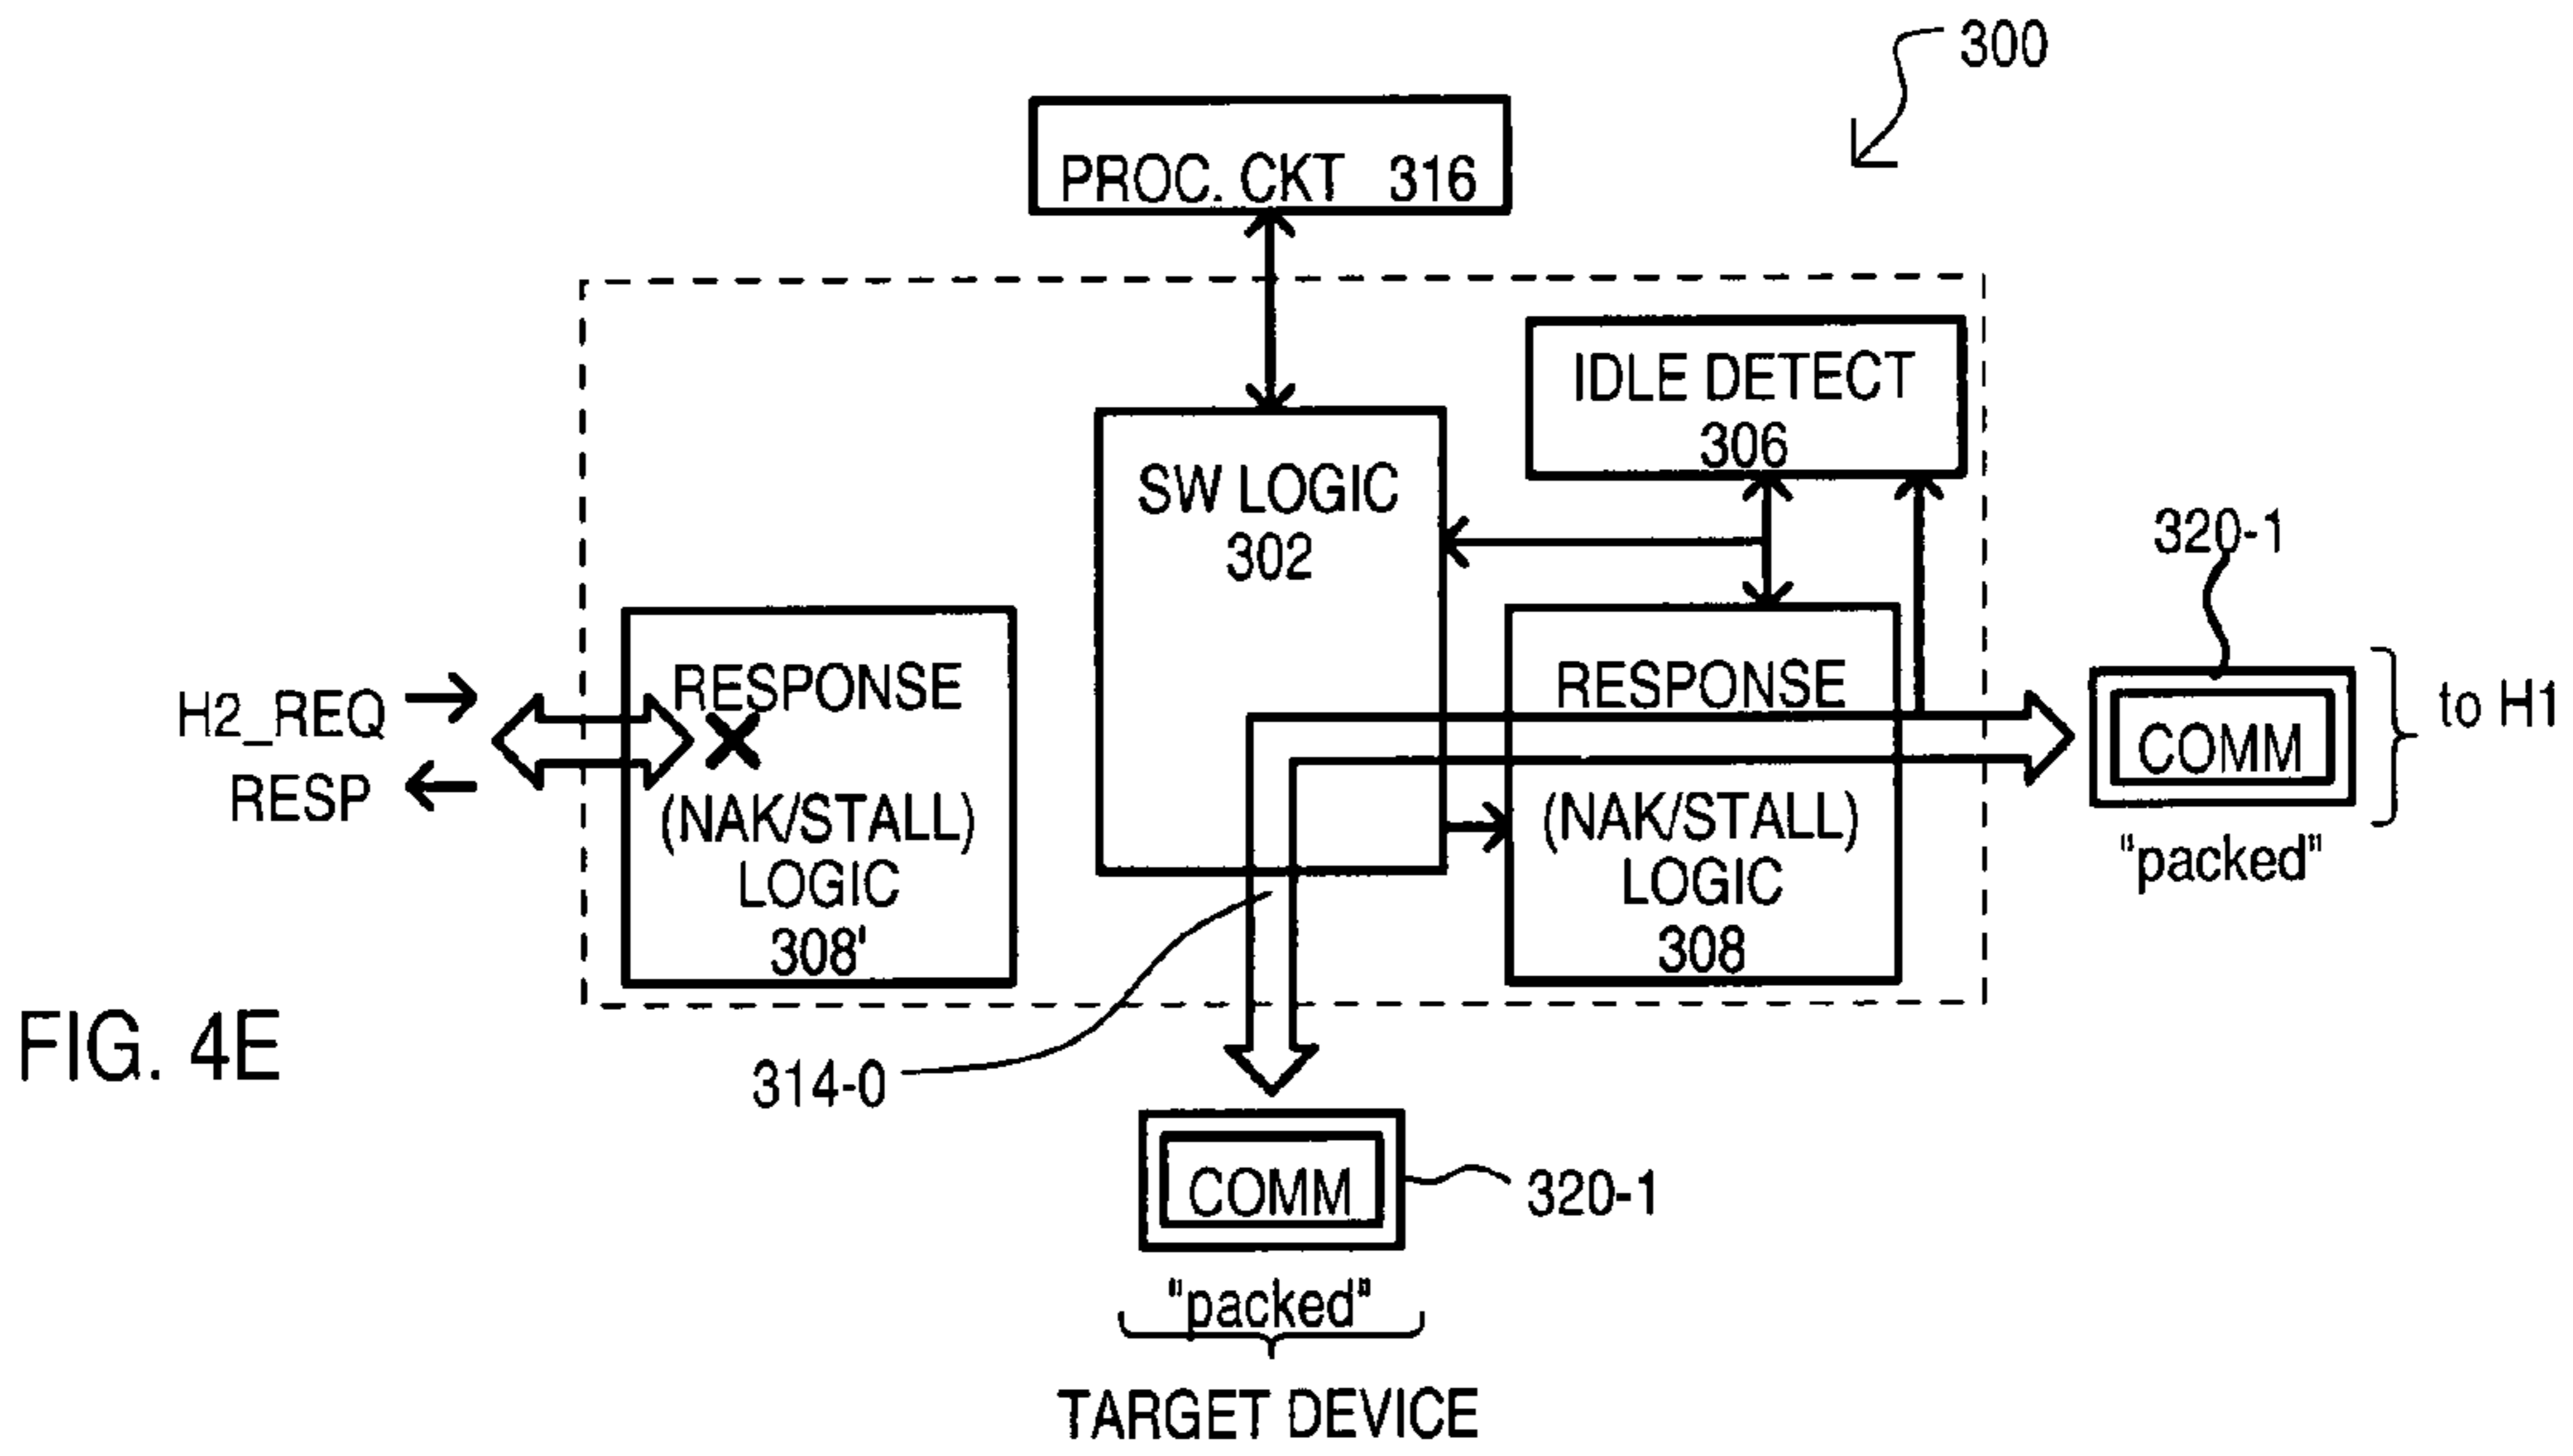 300
PROC. CKT 316
IDLE DETECT
306
SW LOGIC
302
320-1
RESPONSE
(NAK/STALL)
LOGIC
308'
H2_REQ
RESP
RESPONSE
(NAK/STALL)
LOGIC
308
COMM
"packed"
to H1
FIG. 4E
314-0
COMM
320-1
"packed"
TARGET DEVICE